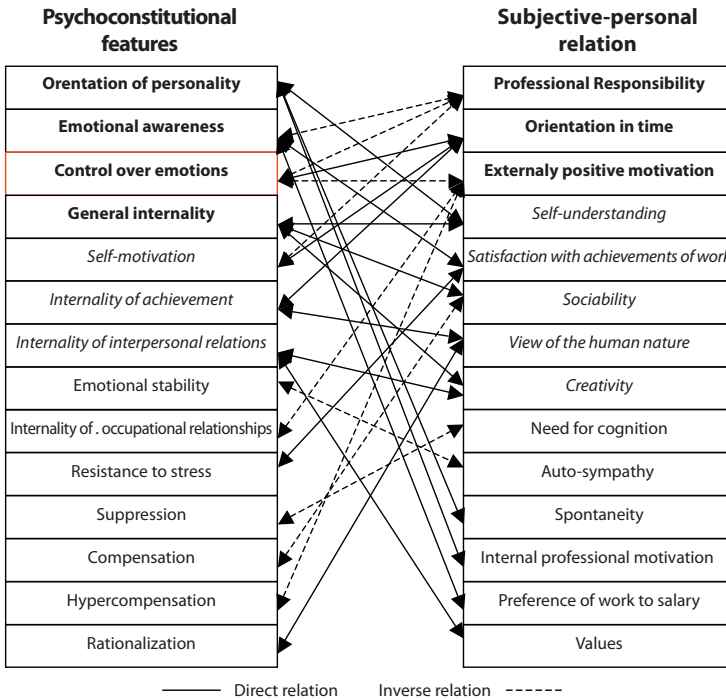 Psychoconstitutional
features
Subjective-personal
relation
Orentation of personality
Professional Responsibility
Emotional awareness
Orientation in time
Control over emotions
Externaly positive motivation
General internality
Self-understanding
Self-motivation
Satisfaction with achievements of work
Internality of achievement
Sociability
Internality of interpersonal relations
View of the human nature
Emotional stability
Creativity
Internality of . occupational relationships
Need for cognition
Resistance to stress
Auto-sympathy
Suppression
Spontaneity
Compensation
Internal professional motivation
Hypercompensation
Preference of work to salary
Rationalization
Values
Direct relation
Inverse relation